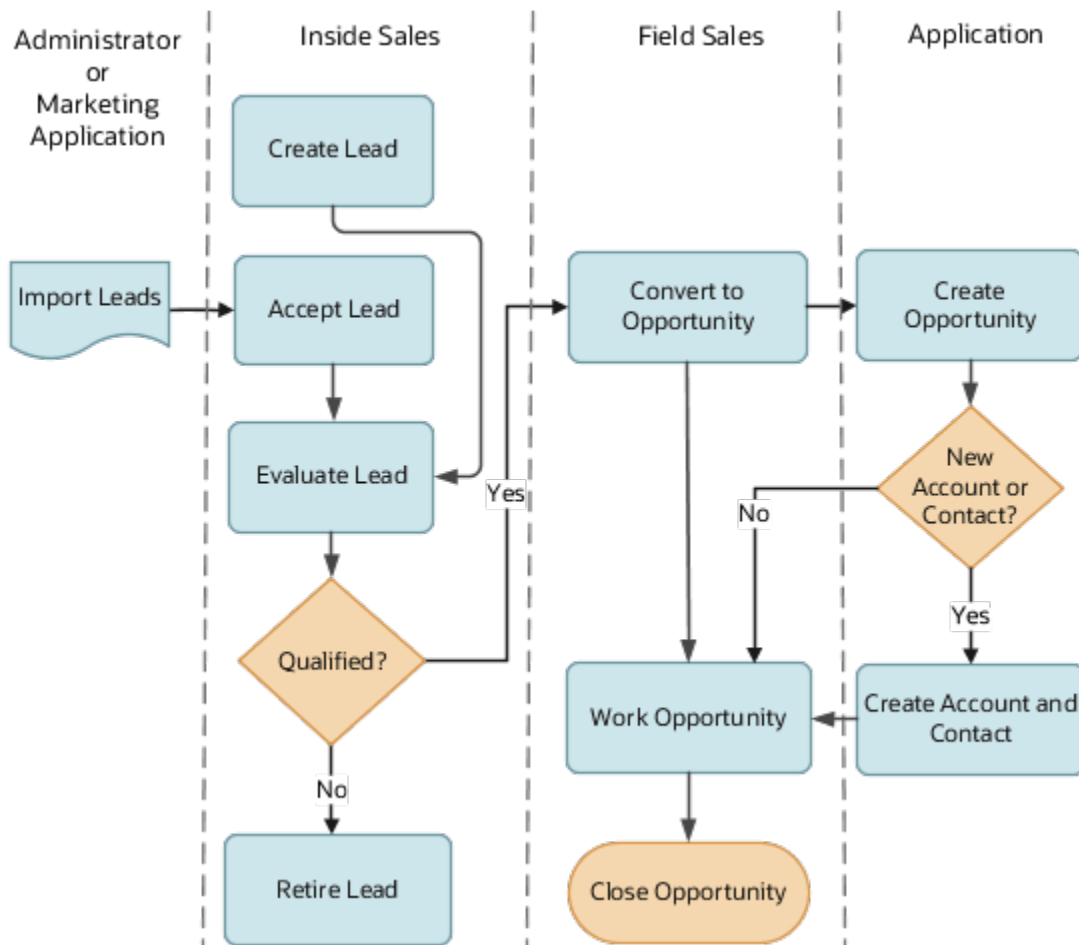 Administrator
or
Marketing
Application
Inside Sales
Field Sales
Application
Create Lead
Import Leads
Accept Lead
Convert to
Opportunity
Create
Opportunity
Evaluate Lead
Yes
New
Account or
Contact?
No
Yes
Qualified?
Work Opportunity
Create Account and
Contact
No
Retire Lead
Close Opportunity